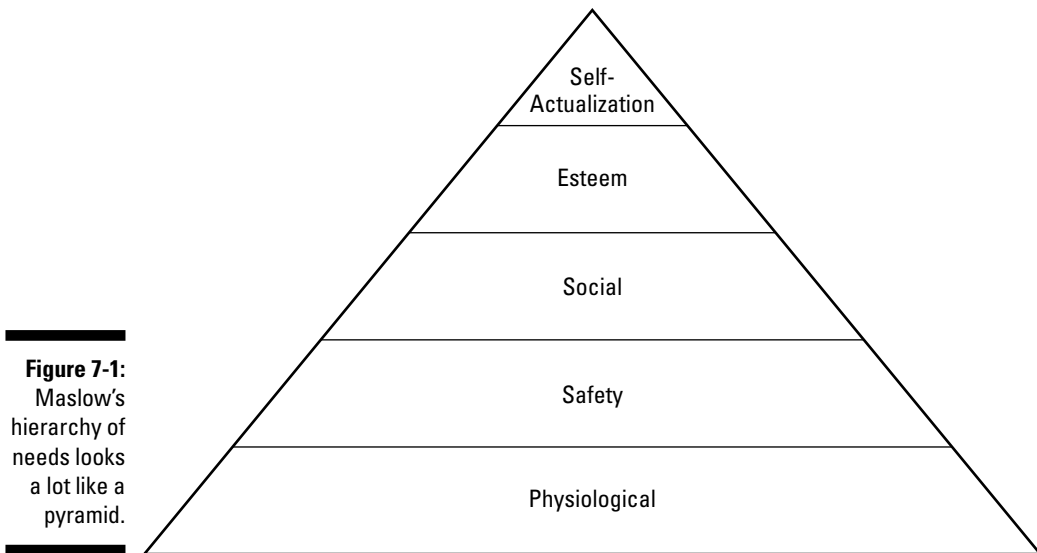 Self-
Actualization
Esteem
Social
Safety
Physiological
Figure 7-1:
Maslow’s
hierarchy of
needs looks
a lot like a
pyramid.